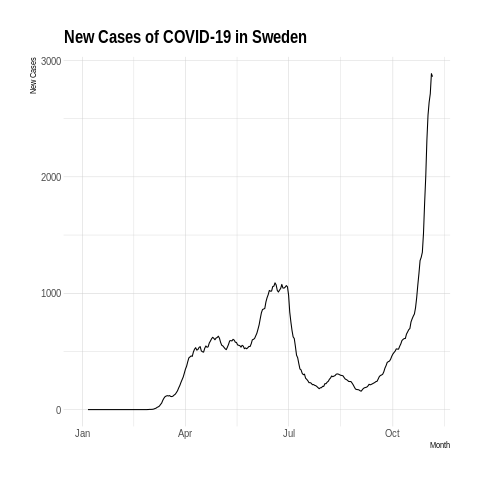 New Cases of COVID-19 in Sweden
New Cases
3000
2000
1000
0
Jan Apr Jul Oct
Month